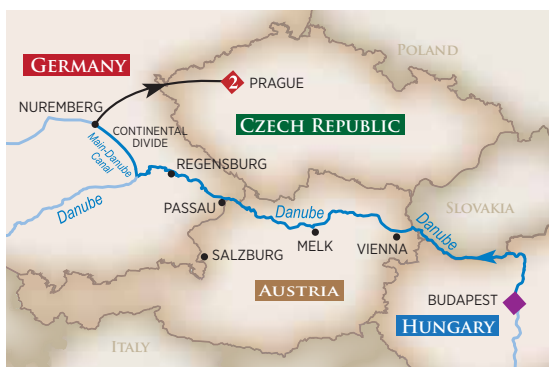 POLAND
GERMANY
2 PRAGUE
NUREMBERG
CONTINENTAL
DIVIDE
CZECH REPUBLIC
Main-Danube
Canal
REGENSBURG
Danube
PASSAU
Danube
SLOVAKIA
Danube
MELK
VIENNA
SALZBURG
AUSTRIA
BUDAPEST
HUNGARY
ITALY